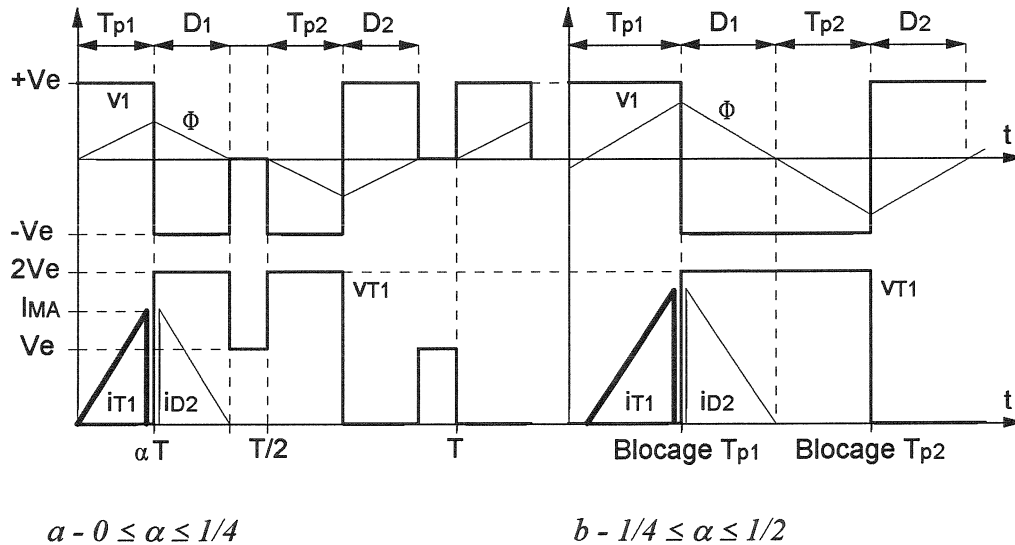 Tp1 D1 Tp2 D2 Tp1 D1 Tp2 D2
+Ve
v1 Φ v1 Φ t
-Ve
2Ve
vT1 vT1
IMA
Ve
iT1 iD2 iT1 iD2 t
α T T/2 T Blocage Tp1 Blocage Tp2
a - 0 ≤ α ≤ 1/4 b - 1/4 ≤ α ≤ 1/2